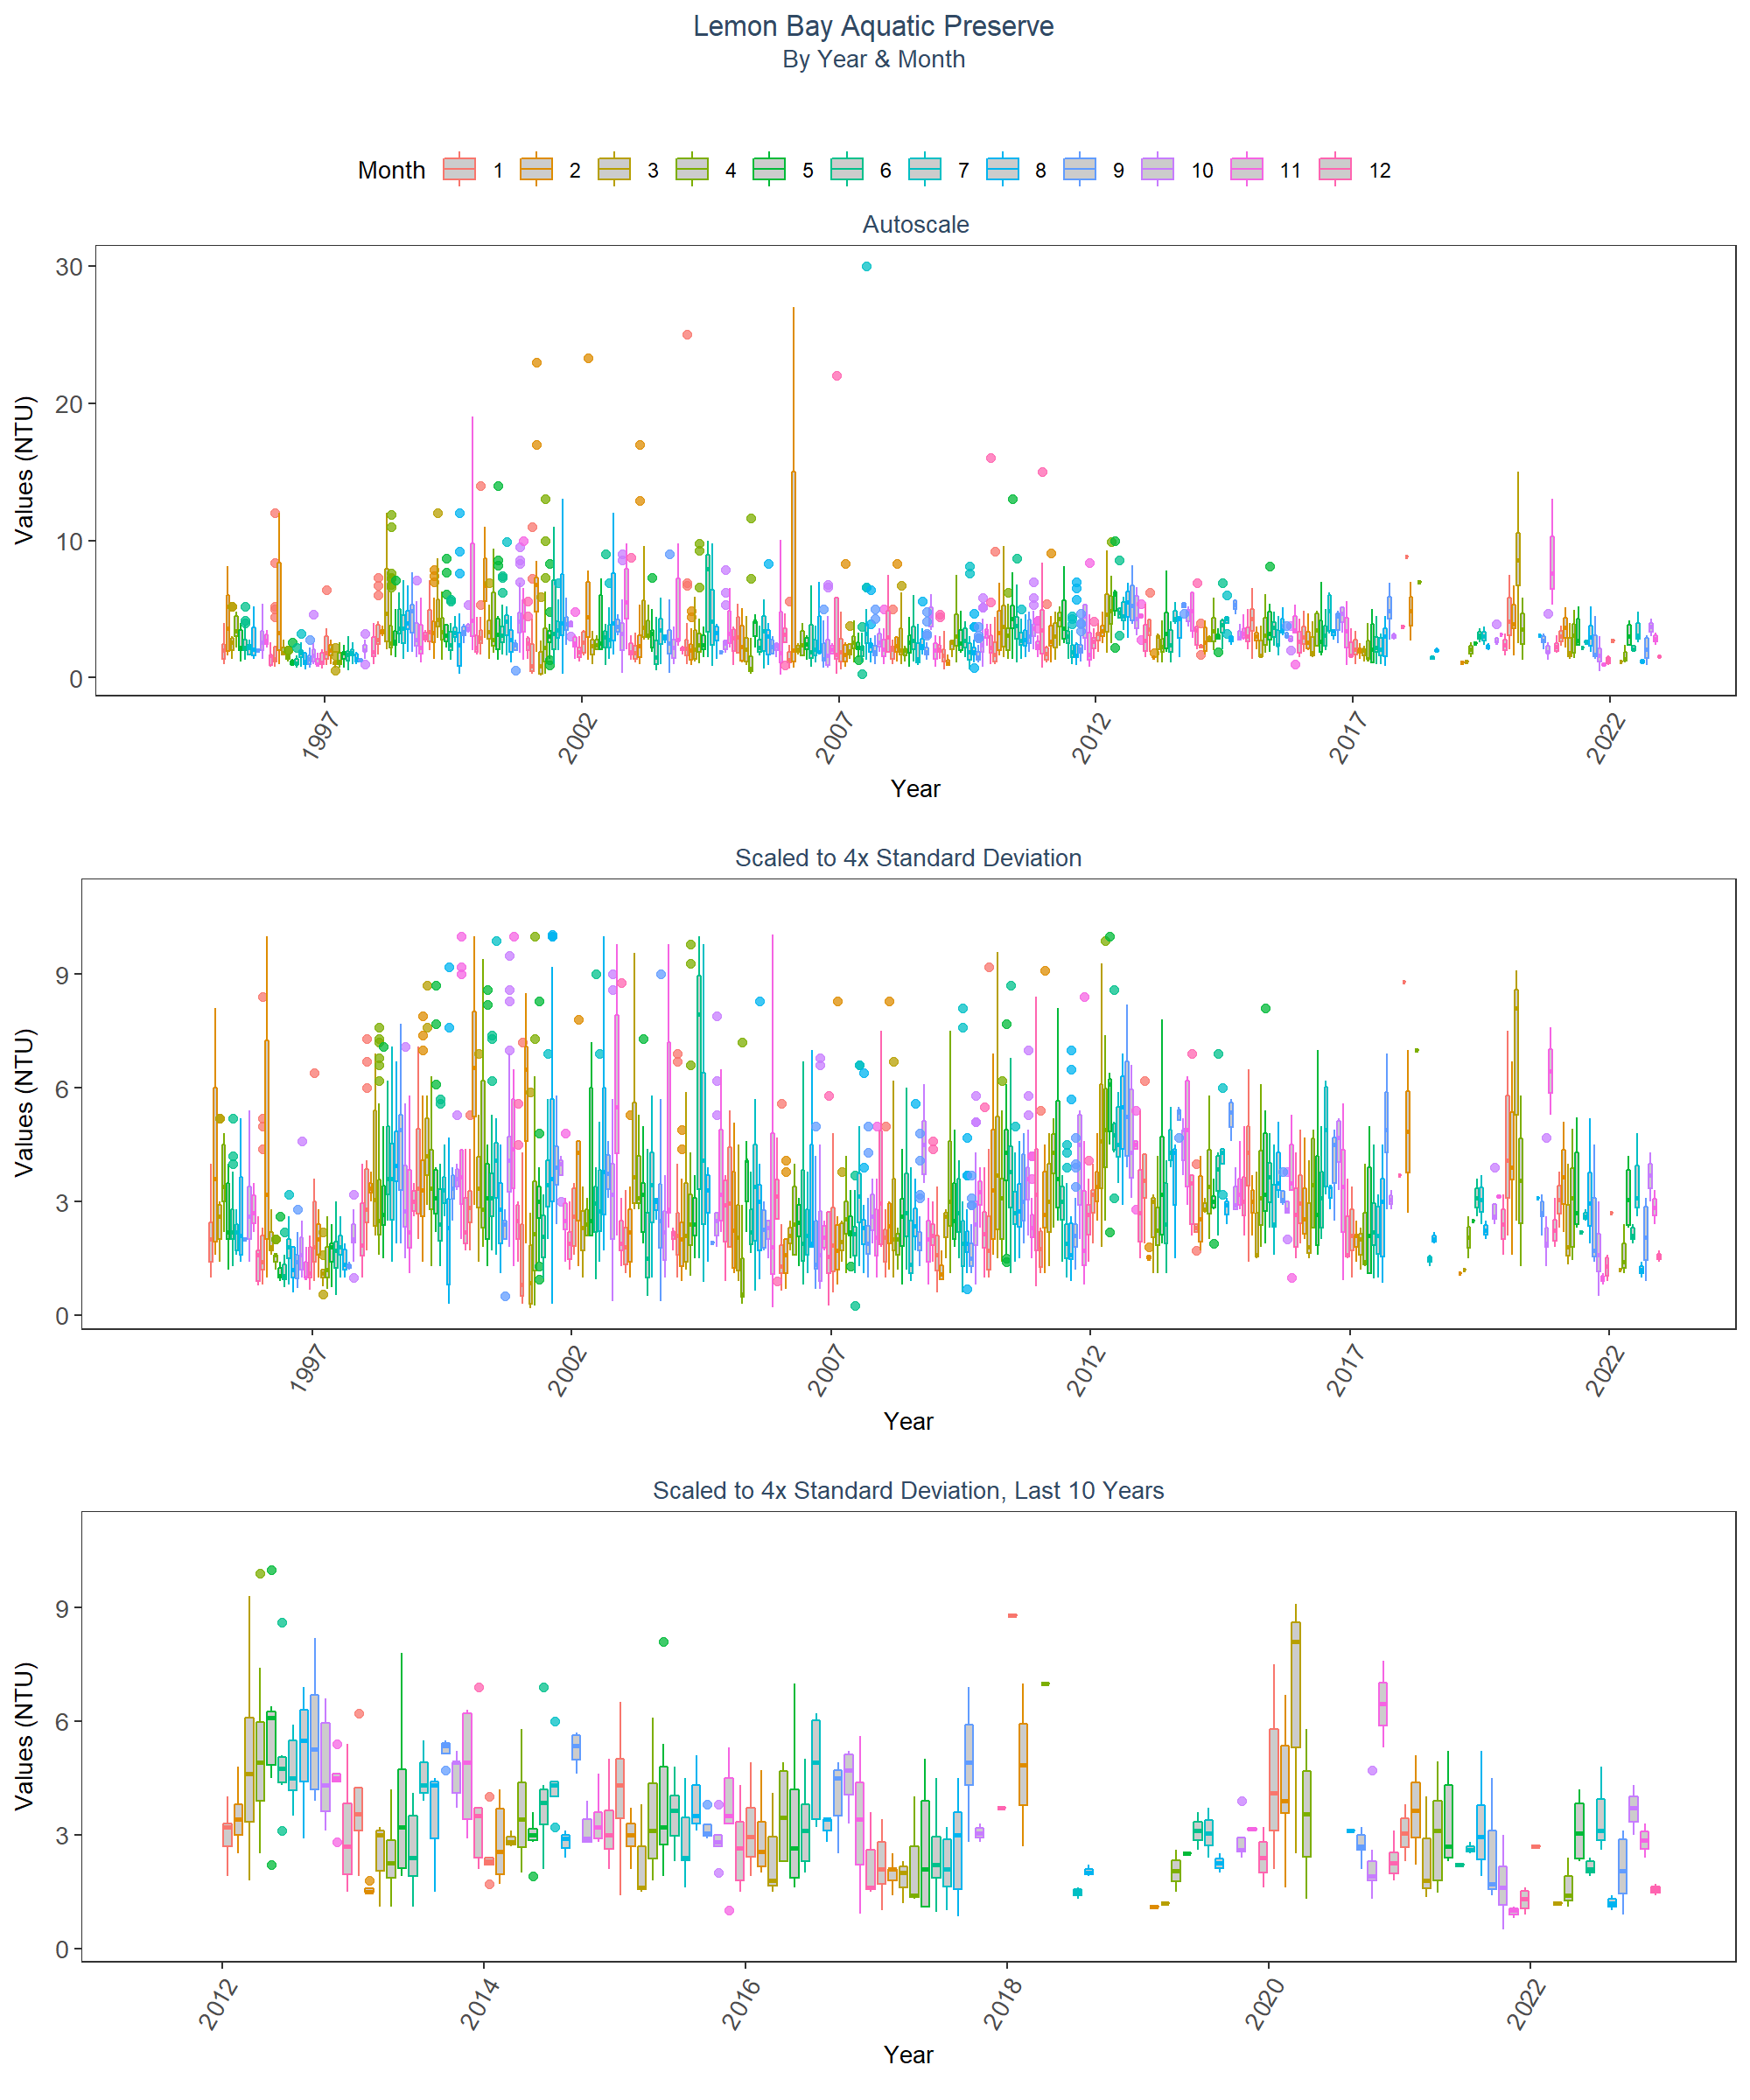 Lemon Bay Aquatic Preserve
By Year & Month
Month 1 2 3 4 5 6 7 8 9 10 11 12
Autoscale
Values (NTU)
30
20
10
0
1997 2002 2007 2012 2017 2022
Year
Scaled to 4x Standard Deviation
Values (NTU)
9
6
3
0
1997 2002 2007 2012 2017 2022
Year
Scaled to 4x Standard Deviation, Last 10 Years
Values (NTU)
9
6
3
0
2012 2014 2016 2018 2020 2022
Year